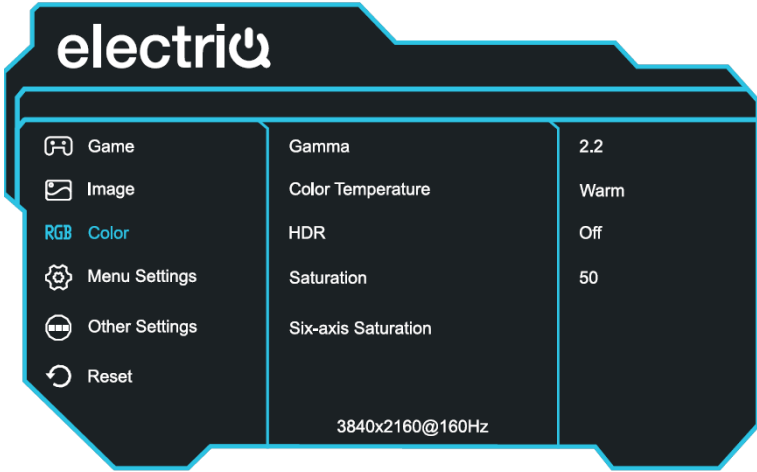 electriQ
Game Gamma 2.2
Image Color Temperature Warm
RGB Color HDR Off
Menu Settings Saturation 50
Other Settings Six-axis Saturation
Reset
3840x2160@160Hz